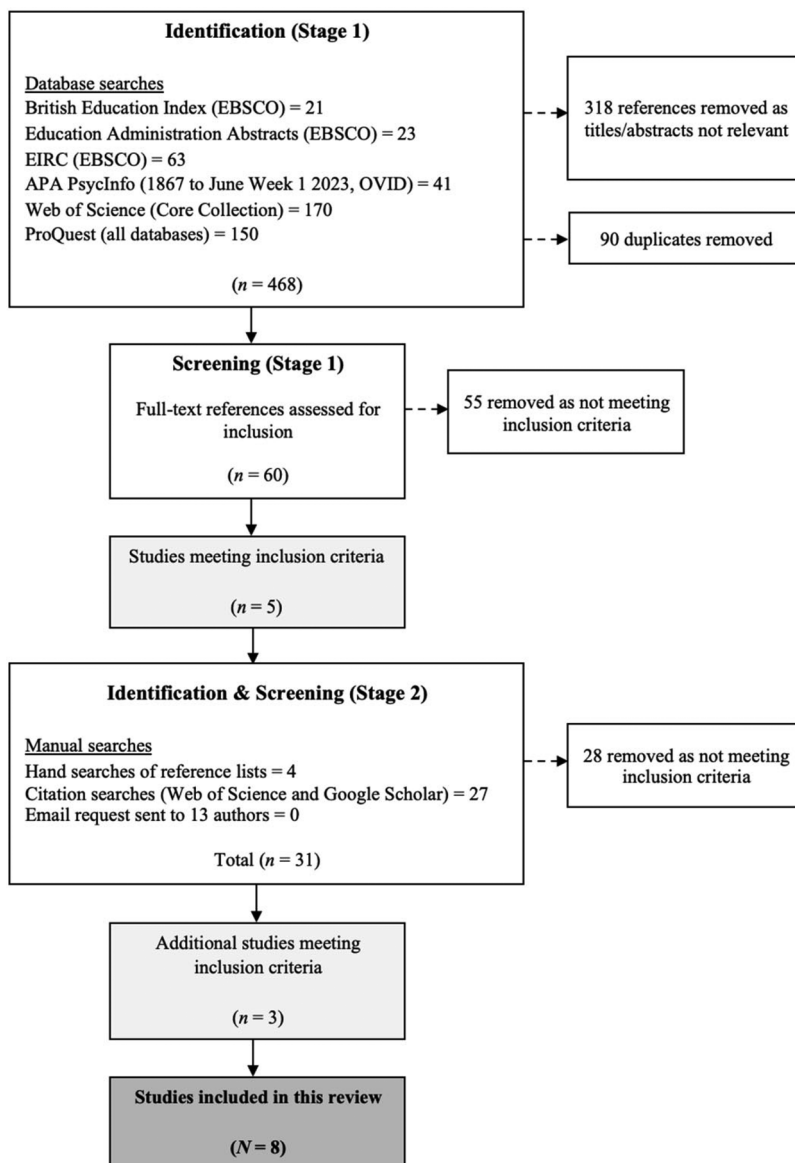 Identification (Stage 1)
Database searches
British Education Index (EBSCO) = 21
Education Administration Abstracts (EBSCO) = 23
EIRC (EBSCO) = 63
APA PsycInfo (1867 to June Week 1 2023, OVID) = 41
Web of Science (Core Collection) = 170
ProQuest (all databases) = 150
(n = 468)
318 references removed as
titles/abstracts not relevant
90 duplicates removed
Screening (Stage 1)
Full-text references assessed for
inclusion
(n = 60)
55 removed as not meeting
inclusion criteria
Studies meeting inclusion criteria
(n = 5)
Identification & Screening (Stage 2)
Manual searches
Hand searches of reference lists = 4
Citation searches (Web of Science and Google Scholar) = 27
Email request sent to 13 authors = 0
Total (n = 31)
28 removed as not meeting
inclusion criteria
Additional studies meeting
inclusion criteria
(n = 3)
Studies included in this review
(N = 8)